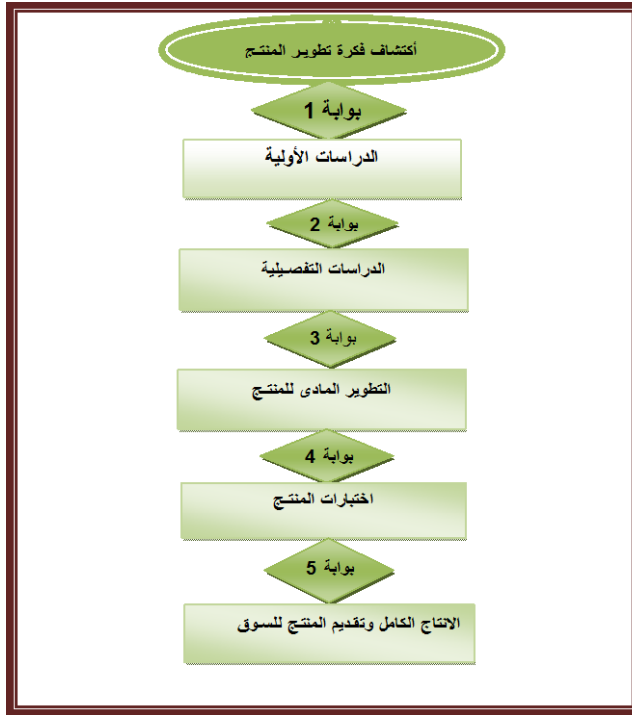 أكتشاف فكرة تطوير المنتج
بوابة 1
الدراسات الأولية
بوابة 2
الدراسات التفصيلية
بوابة 3
التطوير المادى للمنتج
بوابة 4
اختبارات المنتج
بوابة 5
الانتاج الكامل وتقديم المنتج للسوق